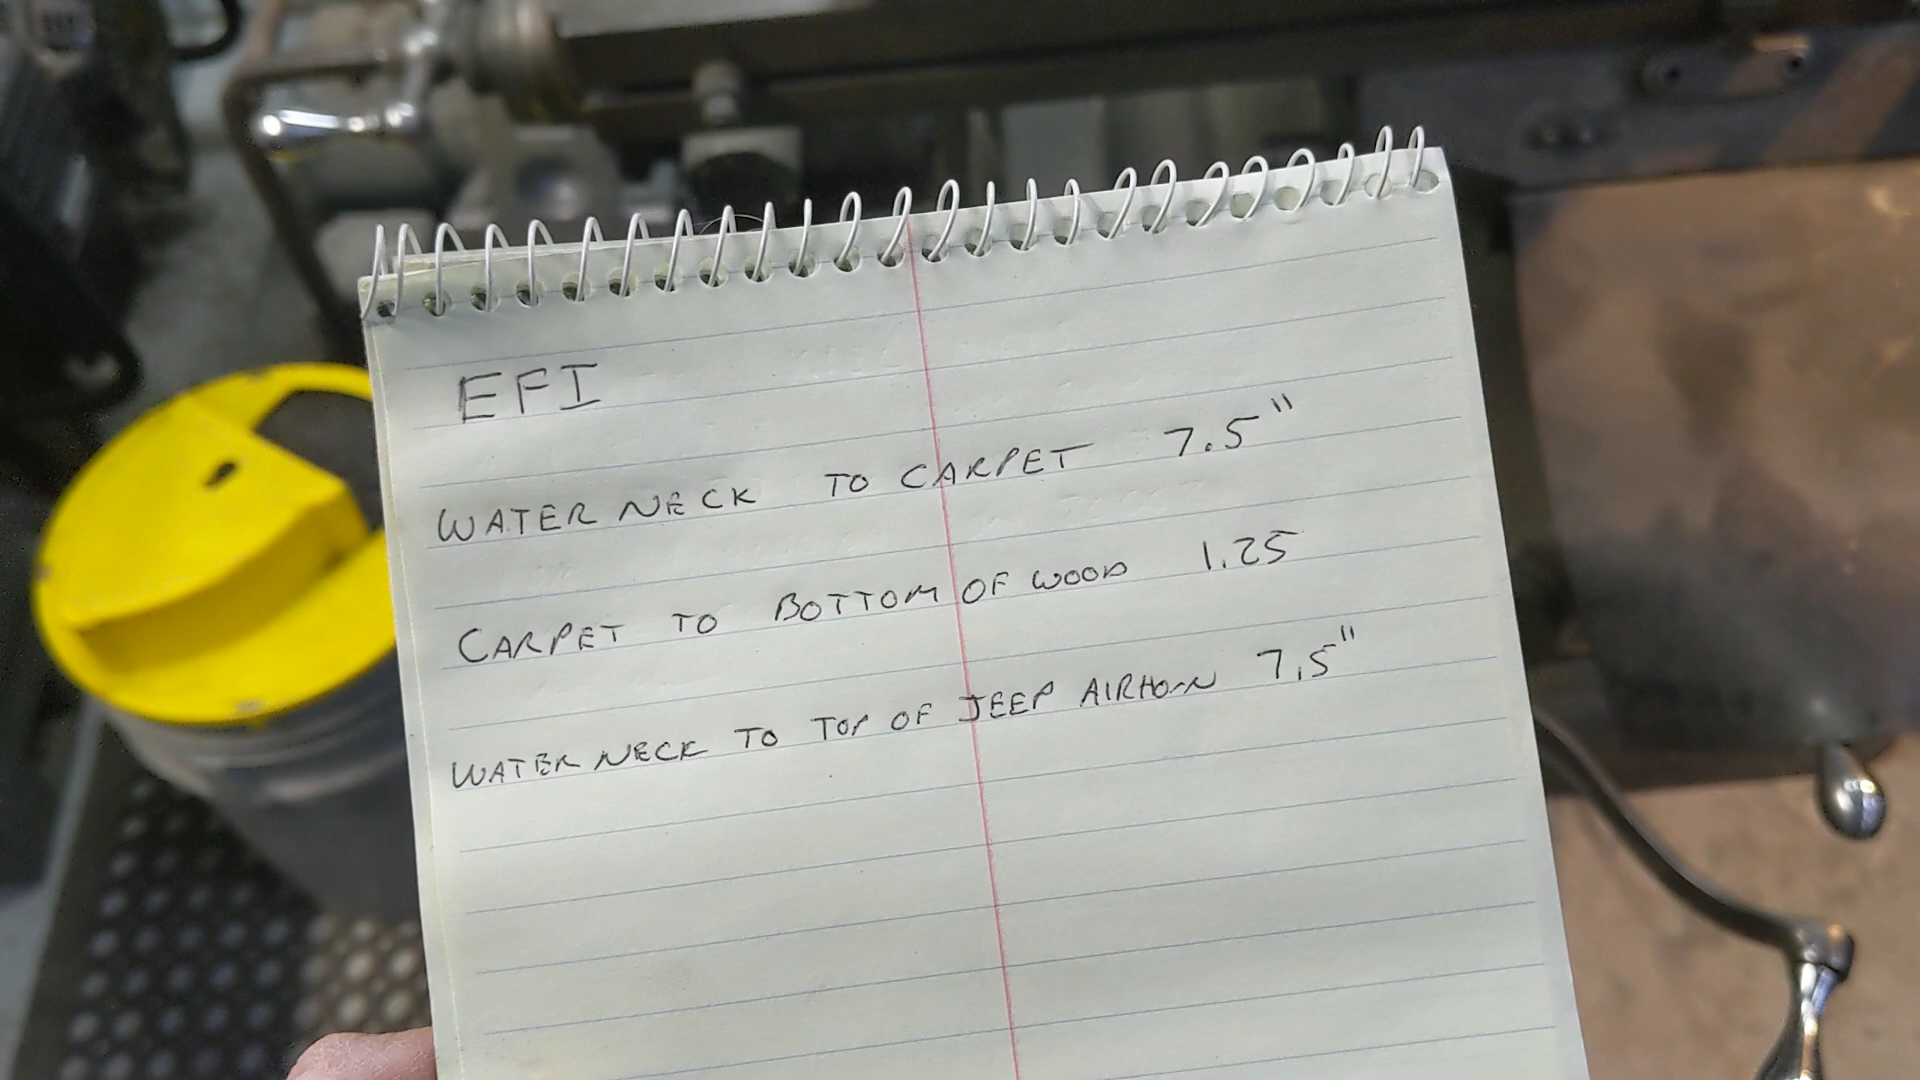 EFI
WATER NECK TO CARPET 7.5"
CARPET TO BOTTOM OF WOOD 1.25
WATER NECK TO TOP OF JEEP AIRHORN 7.5"